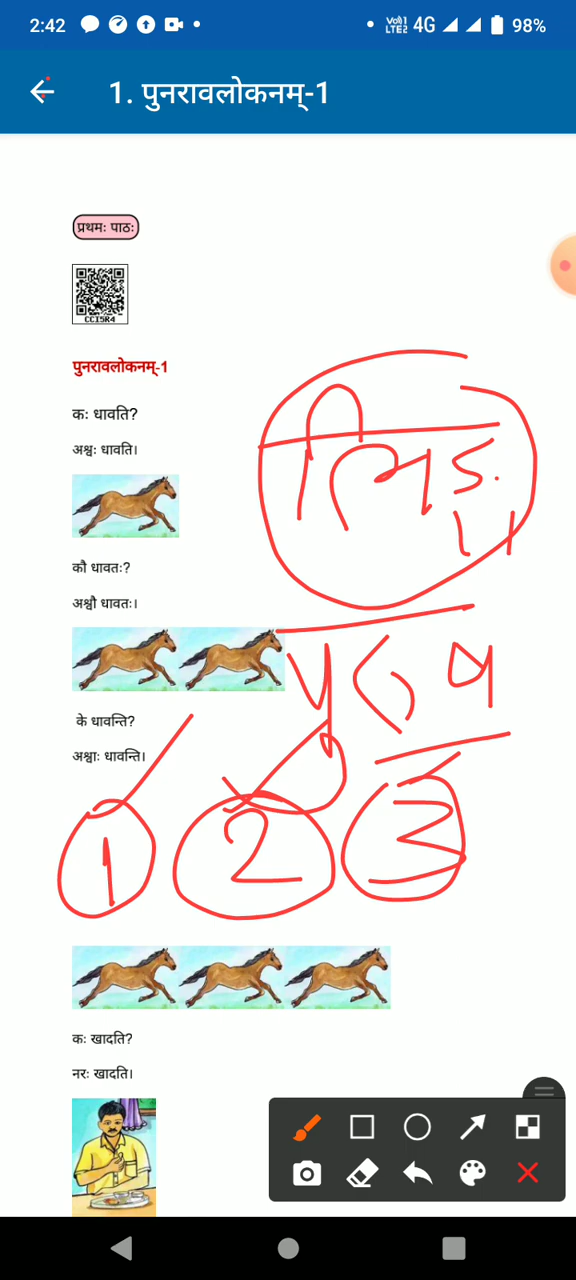 2:42 4G 98%
1. पुनरावलोकनम्-1
प्रथमः पाठः
CCI5R4
पुनरावलोकनम्-1
कः धावति?
अश्वः धावति।
कौ धावतः?
अश्वौ धावतः।
के धावन्ति?
अश्वाः धावन्ति।
1 2 3
कः खादति?
नरः खादति।